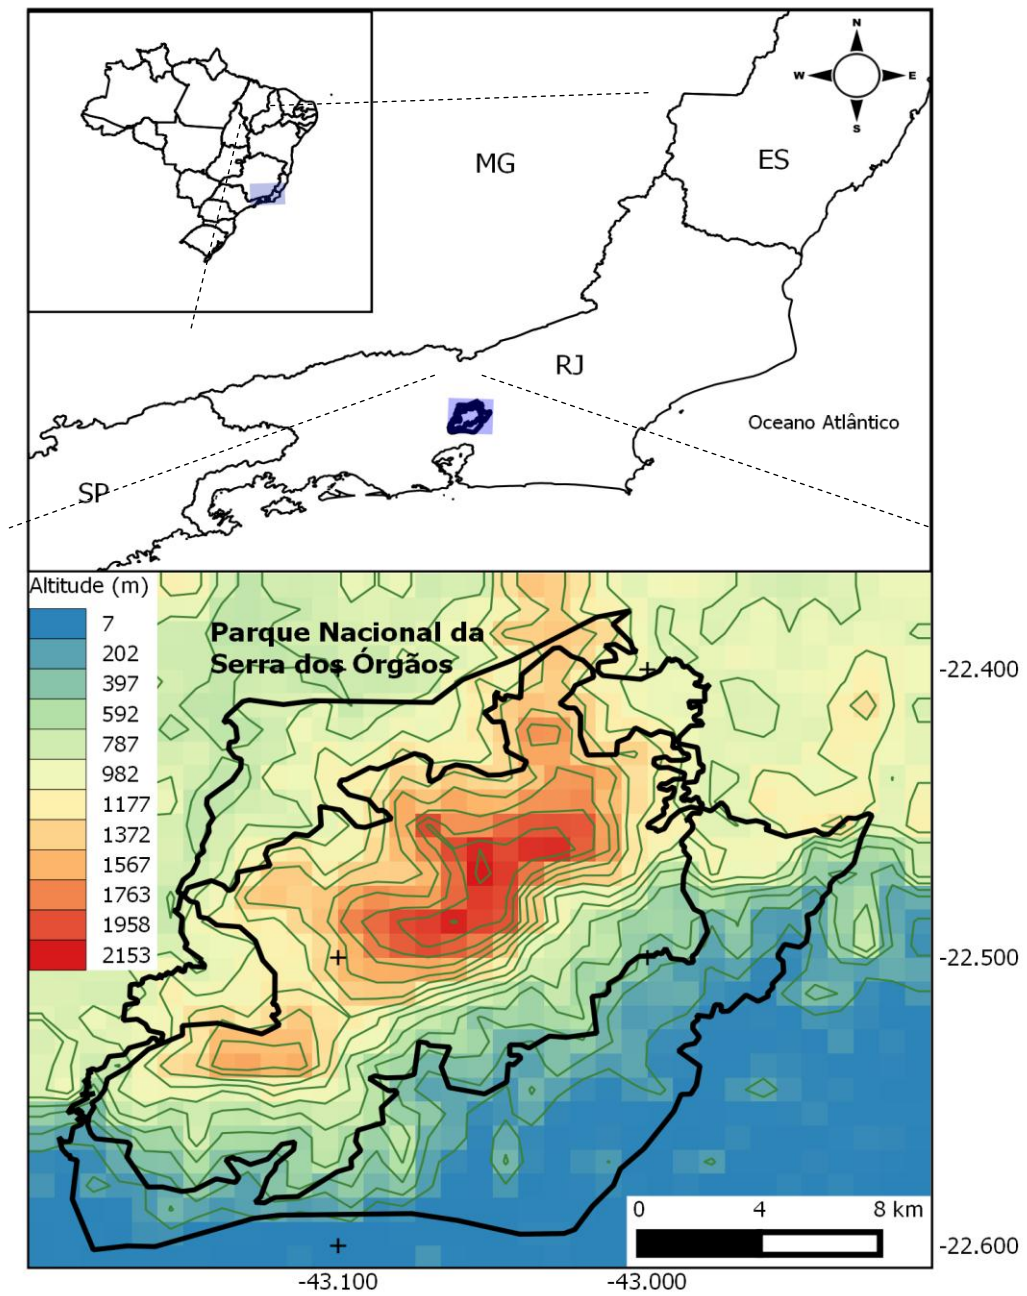 N
W
E
S
MG
ES
RJ
Oceano Atlântico
SP
Altitude (m)
7
202
397
592
787
982
1177
1372
1567
1763
1958
2153
Parque Nacional da
Serra dos Órgãos
-22.400
-22.500
-22.600
0 4 8 km
-43.100 -43.000